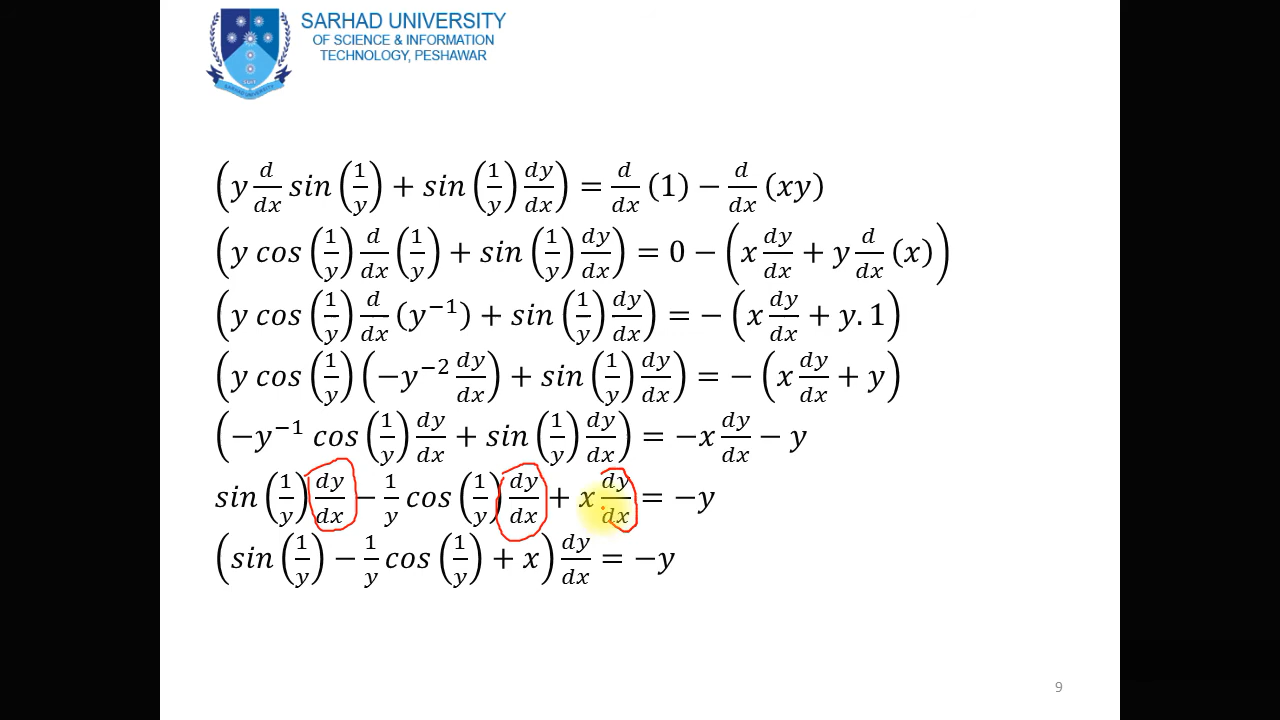 SARHAD UNIVERSITY
OF SCIENCE & INFORMATION
TECHNOLOGY, PESHAWAR
SUIT
SARHAD UNIVERSITY
(y d/dx sin(1/y) + sin(1/y) dy/dx) = d/dx (1) − d/dx (xy)
(y cos(1/y) d/dx (1/y) + sin(1/y) dy/dx) = 0 − (x dy/dx + y d/dx (x))
(y cos(1/y) d/dx (y⁻¹) + sin(1/y) dy/dx) = − (x dy/dx + y. 1)
(y cos(1/y) (−y⁻² dy/dx) + sin(1/y) dy/dx) = − (x dy/dx + y)
(−y⁻¹ cos(1/y) dy/dx + sin(1/y) dy/dx) = −x dy/dx − y
sin(1/y) dy/dx − 1/y cos(1/y) dy/dx + x dy/dx = −y
(sin(1/y) − 1/y cos(1/y) + x) dy/dx = −y
9